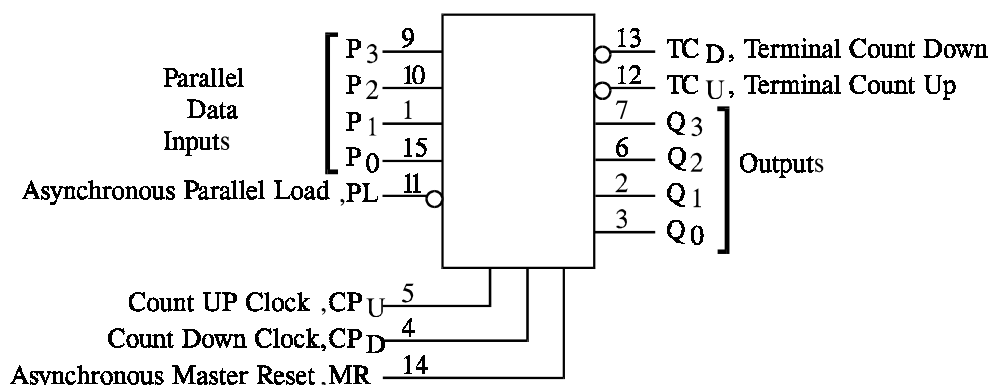 P3 9
13 TC D, Terminal Count Down
Parallel
P2 10
12 TC U, Terminal Count Up
Data
P1 1
7 Q3
Inputs
P0 15
6 Q2
Outputs
Asynchronous Parallel Load ,PL 11
2 Q1
3 Q0
Count UP Clock ,CPU 5
Count Down Clock,CPD 4
Asynchronous Master Reset,MR 14